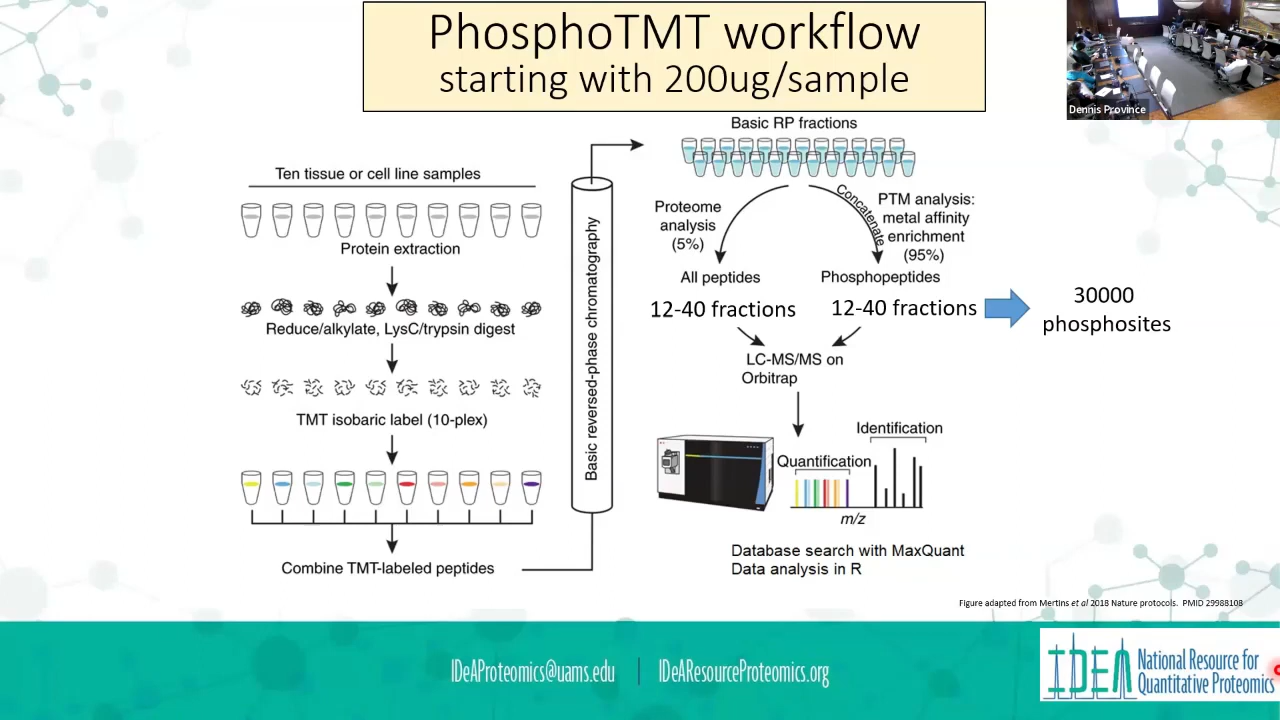 PhosphoTMT workflow
starting with 200ug/sample
Dennis Province
Ten tissue or cell line samples
Protein extraction
Reduce/alkylate, LysC/trypsin digest
TMT isobaric label (10-plex)
Combine TMT-labeled peptides
Basic reversed-phase chromatography
Basic RP fractions
Proteome
analysis
(5%)
Concatenate
PTM analysis:
metal affinity
enrichment
(95%)
All peptides
Phosphopeptides
12-40 fractions
12-40 fractions
30000
phosphosites
LC-MS/MS on
Orbitrap
Identification
Quantification
m/z
Database search with MaxQuant
Data analysis in R
Figure adapted from Mertins et al 2018 Nature protocols. PMID 29988108
IDeAProteomics@uams.edu | IDeAResourceProteomics.org
IDEA National Resource for
Quantitative Proteomics